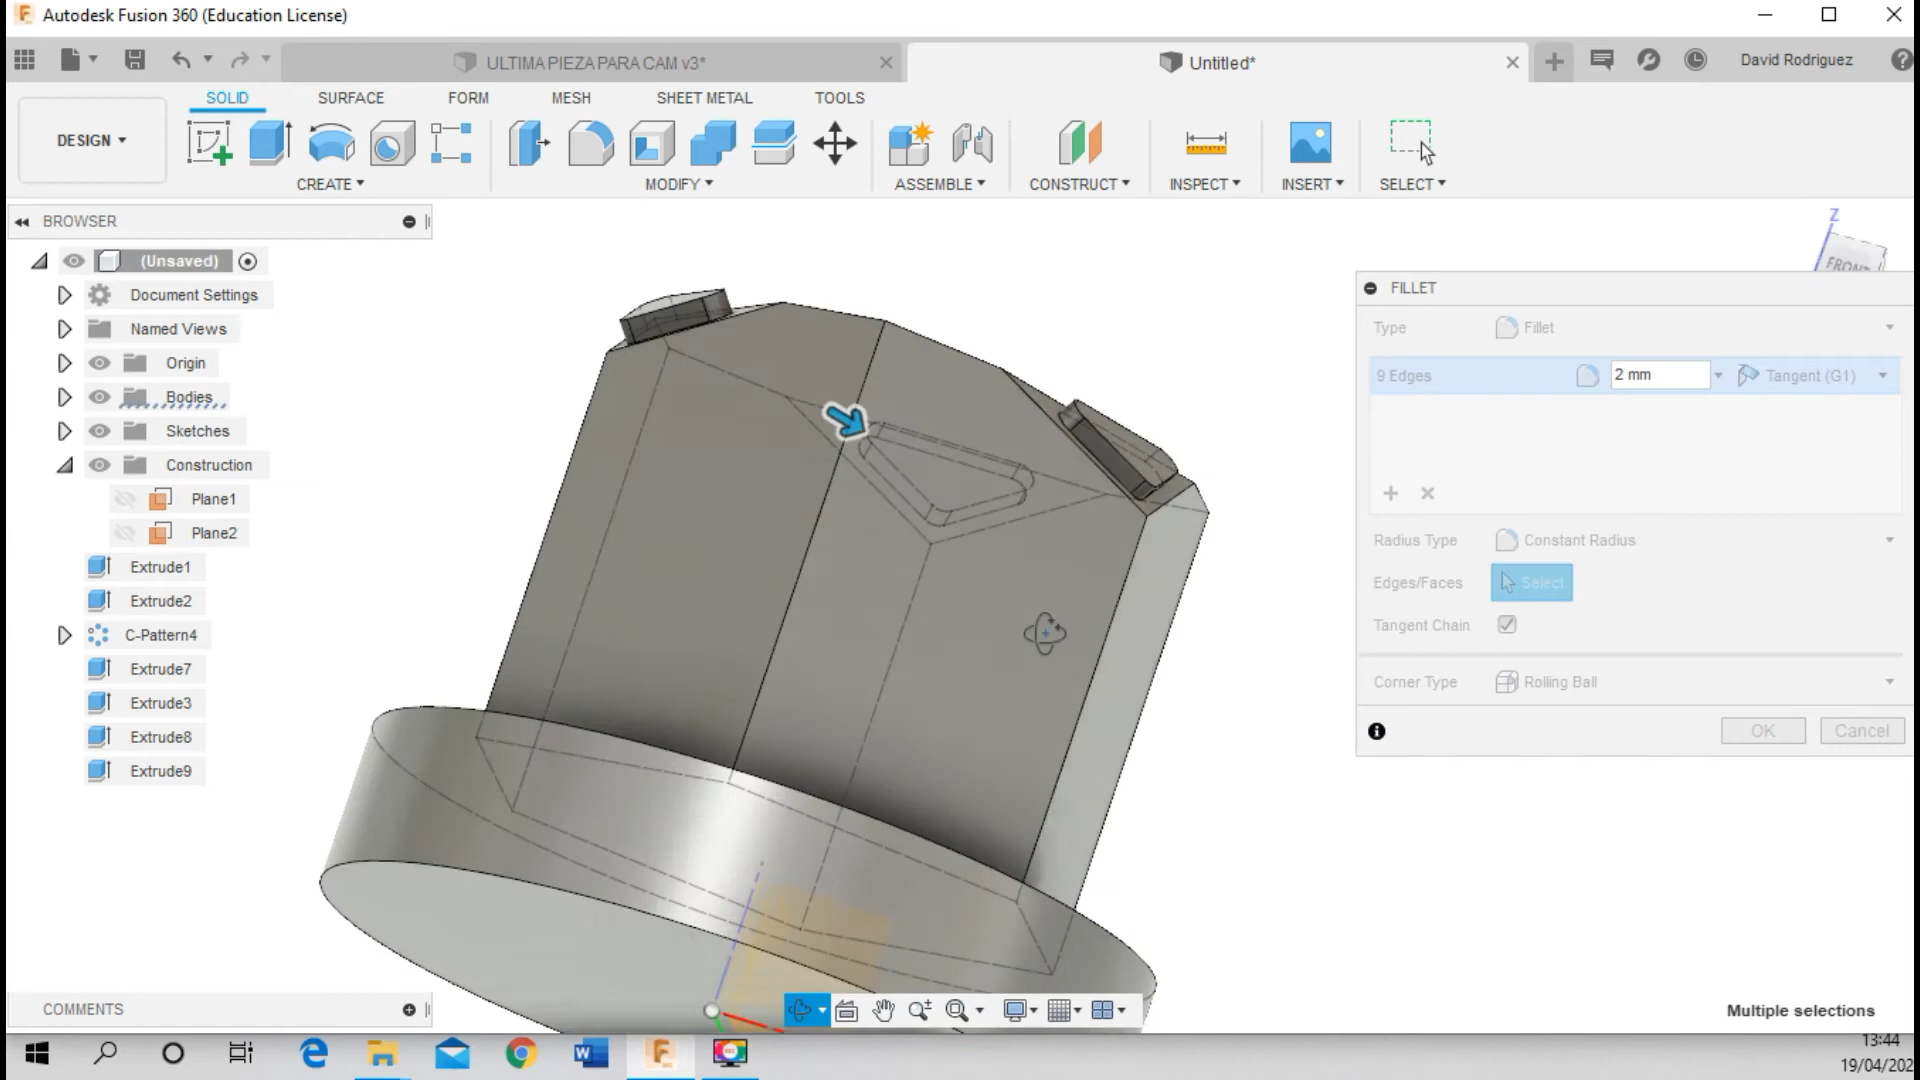 Autodesk Fusion 360 (Education License)
ULTIMA PIEZA PARA CAM v3*
Untitled*
David Rodriguez
SOLID
SURFACE
FORM
MESH
SHEET METAL
TOOLS
DESIGN
CREATE
MODIFY
ASSEMBLE
CONSTRUCT
INSPECT
INSERT
SELECT
BROWSER
(Unsaved)
Document Settings
Named Views
Origin
Bodies
Sketches
Construction
Plane1
Plane2
Extrude1
Extrude2
C-Pattern4
Extrude7
Extrude3
Extrude8
Extrude9
Z
FRONT
FILLET
Type Fillet
9 Edges 2 mm Tangent (G1)
Radius Type Constant Radius
Edges/Faces Select
Tangent Chain
Corner Type Rolling Ball
OK Cancel
COMMENTS
Multiple selections
13:44
19/04/202